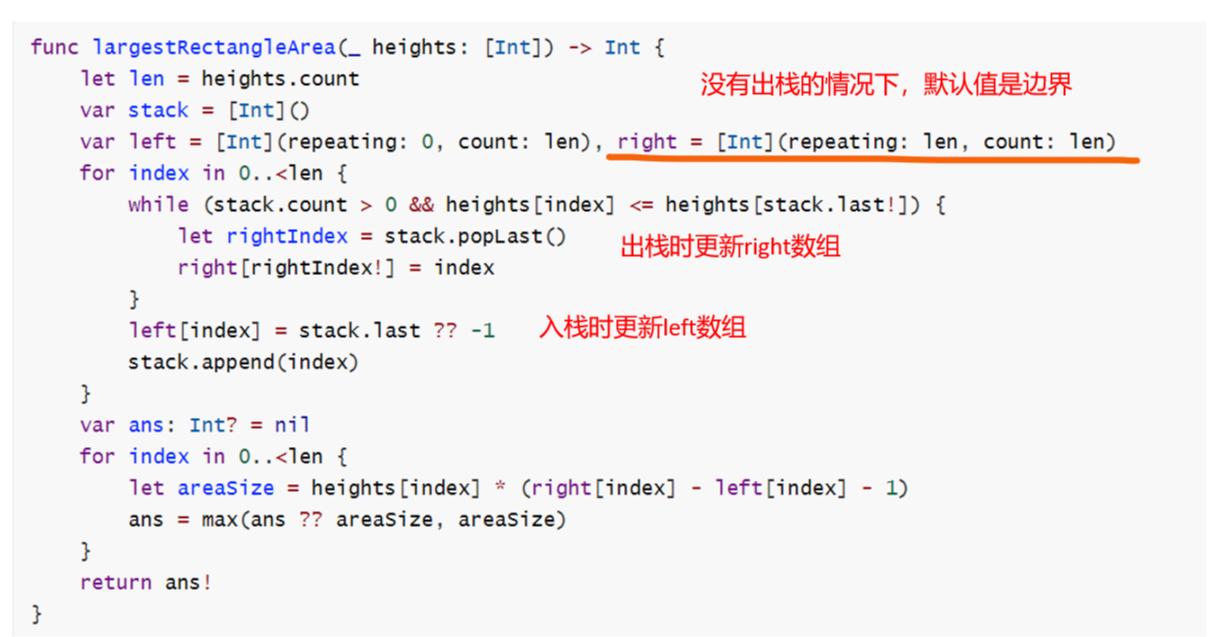 func largestRectangleArea(_ heights: [Int]) -> Int {
let len = heights.count
没有出栈的情况下，默认值是边界
var stack = [Int]()
var left = [Int](repeating: 0, count: len), right = [Int](repeating: len, count: len)
for index in 0..<len {
while (stack.count > 0 && heights[index] <= heights[stack.last!]) {
let rightIndex = stack.popLast()
出栈时更新right数组
right[rightIndex!] = index
}
left[index] = stack.last ?? -1
入栈时更新left数组
stack.append(index)
}
var ans: Int? = nil
for index in 0..<len {
let areaSize = heights[index] * (right[index] - left[index] - 1)
ans = max(ans ?? areaSize, areaSize)
}
return ans!
}